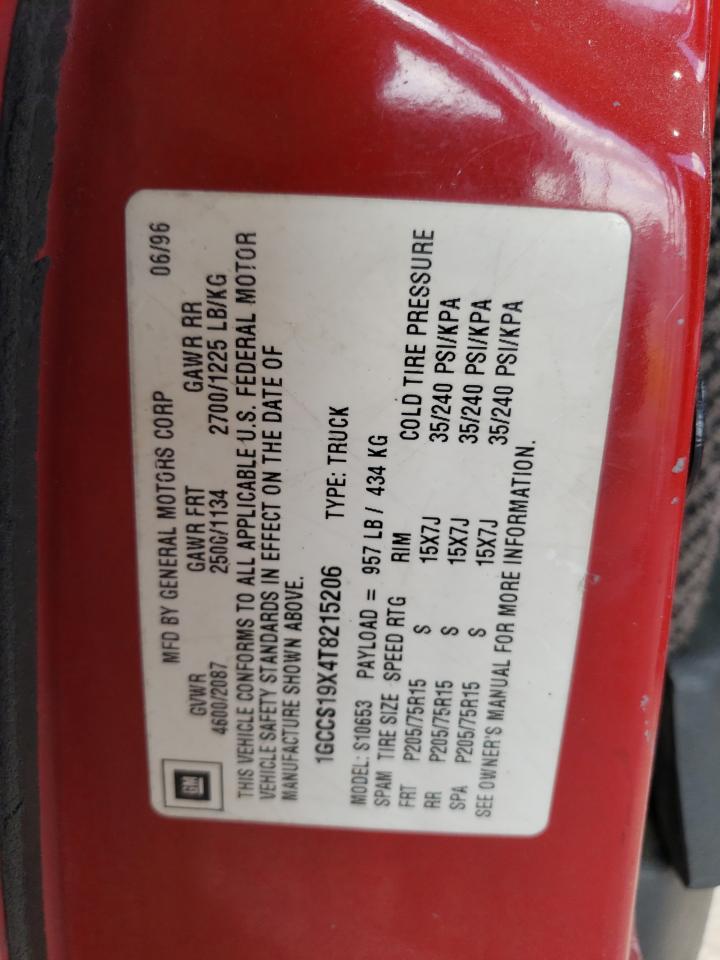 GM
MFD BY GENERAL MOTORS CORP 06/96
GVWR GAWR FRT GAWR RR
4600/2087 2500/1134 2700/1225 LB/KG
THIS VEHICLE CONFORMS TO ALL APPLICABLE U.S. FEDERAL MOTOR
VEHICLE SAFETY STANDARDS IN EFFECT ON THE DATE OF
MANUFACTURE SHOWN ABOVE.
1GCCS19X4T8215206 TYPE: TRUCK
MODEL: S10653 PAYLOAD = 957 LB / 434 KG
SPAM TIRE SIZE SPEED RTG RIM COLD TIRE PRESSURE
FRT P205/75R15 S 15X7J 35/240 PSI/KPA
RR P205/75R15 S 15X7J 35/240 PSI/KPA
SPA P205/75R15 S 15X7J 35/240 PSI/KPA
SEE OWNER'S MANUAL FOR MORE INFORMATION.